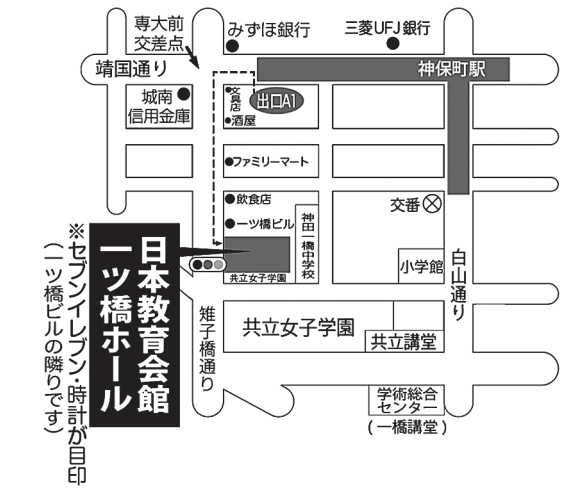 専大前
交差点
みずほ銀行
三菱UFJ銀行
靖国通り
神保町駅
城南
信用金庫
文具店
出口A1
酒屋
ファミリーマート
飲食店
一ツ橋ビル
神田一橋中学校
交番
小学館
共立女子学園
白山通り
日本教育会館
一ツ橋ホール
※セブンイレブン・時計が目印
(一ツ橋ビルの隣りです)
雉子橋通り
共立女子学園
共立講堂
学術総合
センター
(一橋講堂)